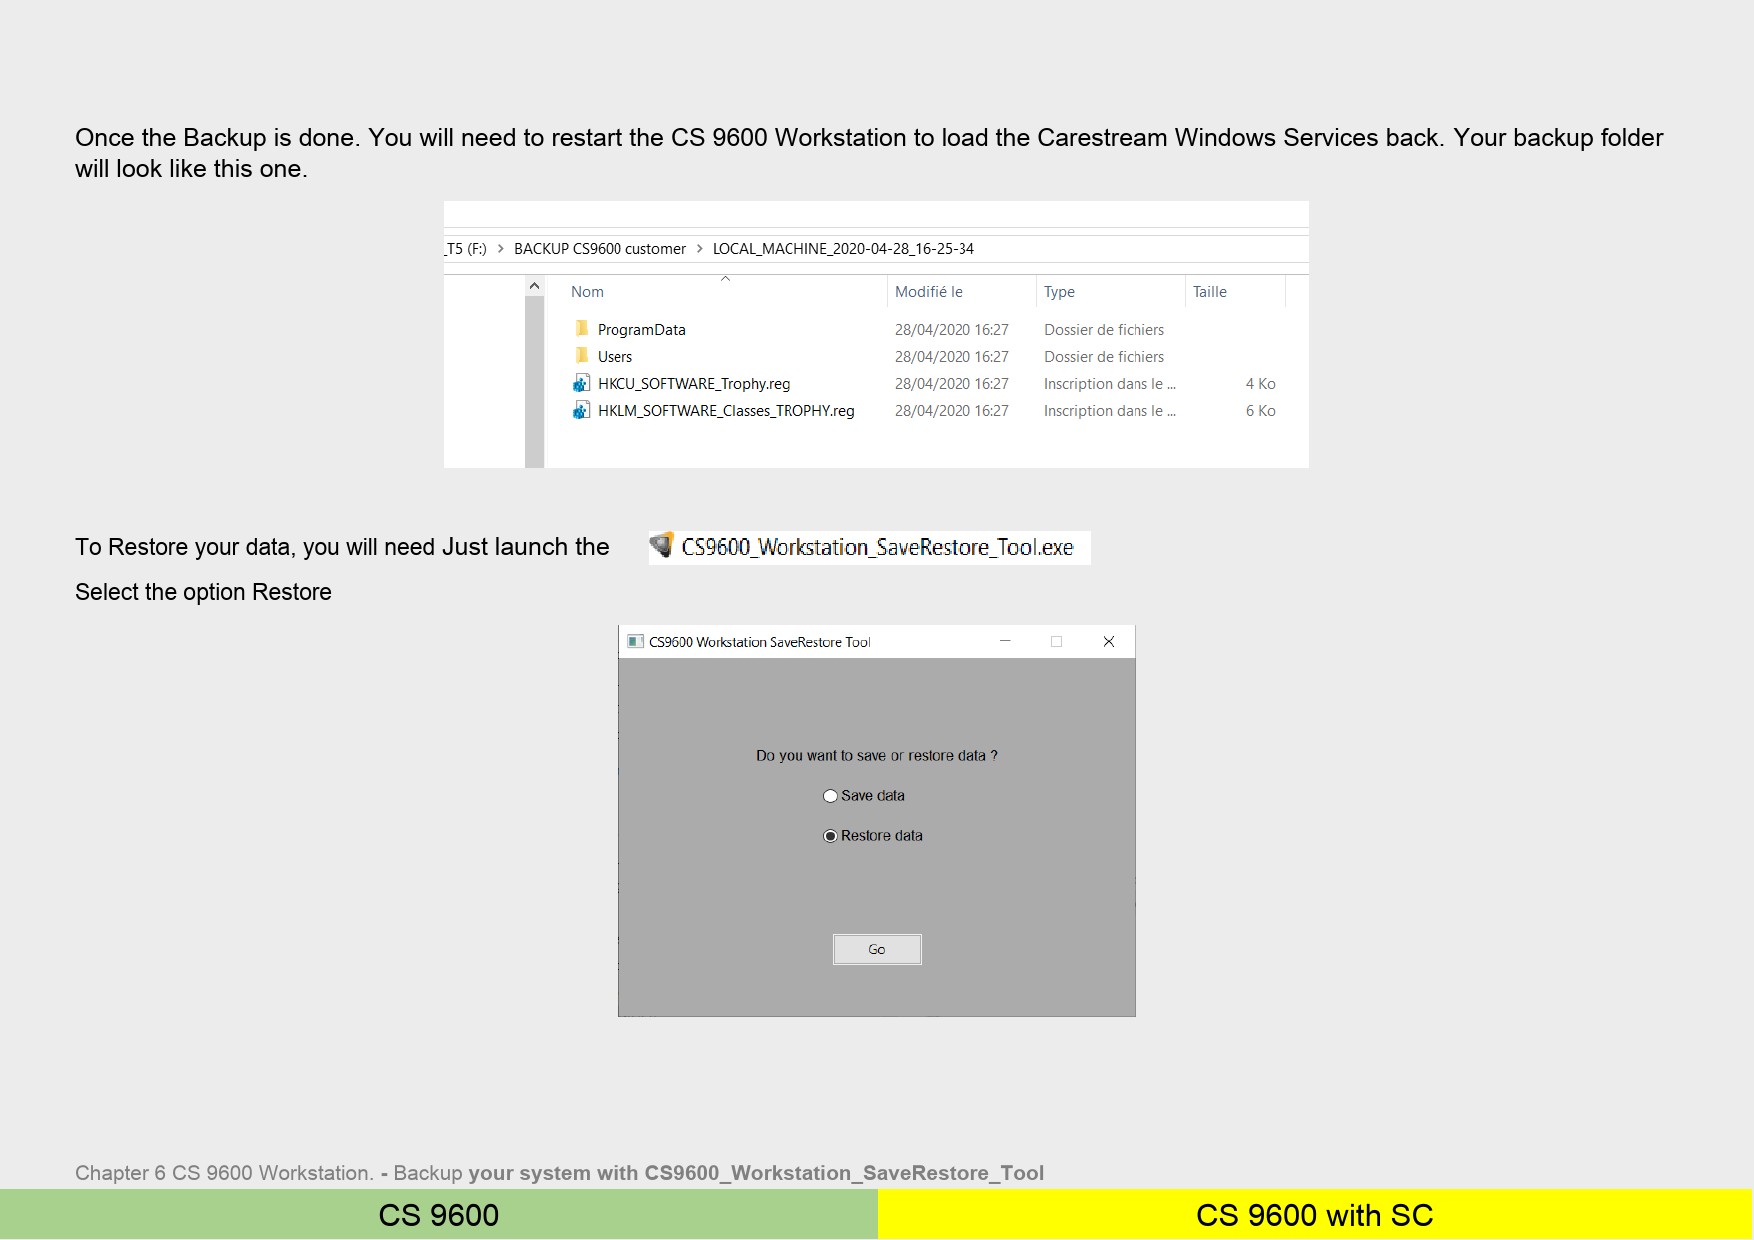 Once the Backup is done. You will need to restart the CS 9600 Workstation to load the Carestream Windows Services back. Your backup folder
will look like this one.
_T5 (F:) > BACKUP CS9600 customer > LOCAL_MACHINE_2020-04-28_16-25-34
Nom Modifié le Type Taille
ProgramData 28/04/2020 16:27 Dossier de fichiers
Users 28/04/2020 16:27 Dossier de fichiers
HKCU_SOFTWARE_Trophy.reg 28/04/2020 16:27 Inscription dans le ... 4 Ko
HKLM_SOFTWARE_Classes_TROPHY.reg 28/04/2020 16:27 Inscription dans le ... 6 Ko
To Restore your data, you will need Just launch the CS9600_Workstation_SaveRestore_Tool.exe
Select the option Restore
CS9600 Workstation SaveRestore Tool
Do you want to save or restore data ?
Save data
Restore data
Go
Chapter 6 CS 9600 Workstation. - Backup your system with CS9600_Workstation_SaveRestore_Tool
CS 9600 CS 9600 with SC